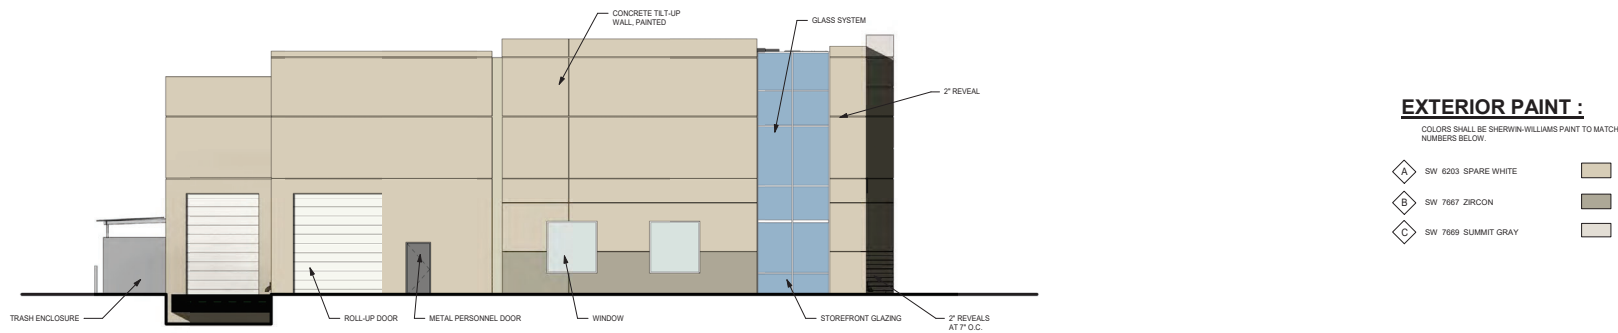 CONCRETE TILT-UP
WALL, PAINTED
GLASS SYSTEM
2" REVEAL
TRASH ENCLOSURE
ROLL-UP DOOR
METAL PERSONNEL DOOR
WINDOW
STOREFRONT GLAZING
2" REVEALS
AT 7" O.C.
EXTERIOR PAINT :
COLORS SHALL BE SHERWIN-WILLIAMS PAINT TO MATCH
NUMBERS BELOW.
A SW 6203 SPARE WHITE
B SW 7667 ZIRCON
C SW 7669 SUMMIT GRAY